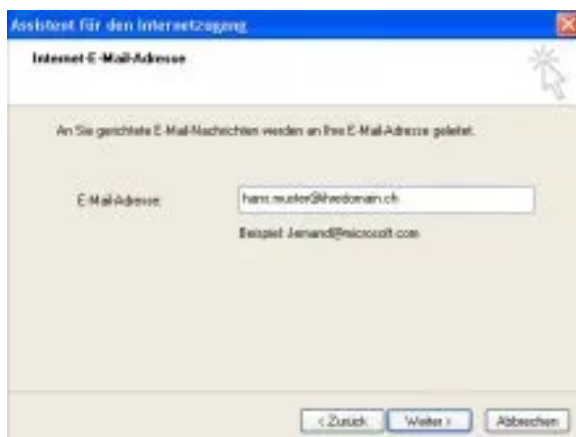 Assistent für den Internetzugang
Internet-E-Mail-Adresse
An Sie gerichtete E-Mail-Nachrichten werden an Ihre E-Mail-Adresse geleitet.
E-Mail-Adresse:
hans.muster@ihredomain.ch
Beispiel: Jemand@microsoft.com
< Zurück
Weiter >
Abbrechen